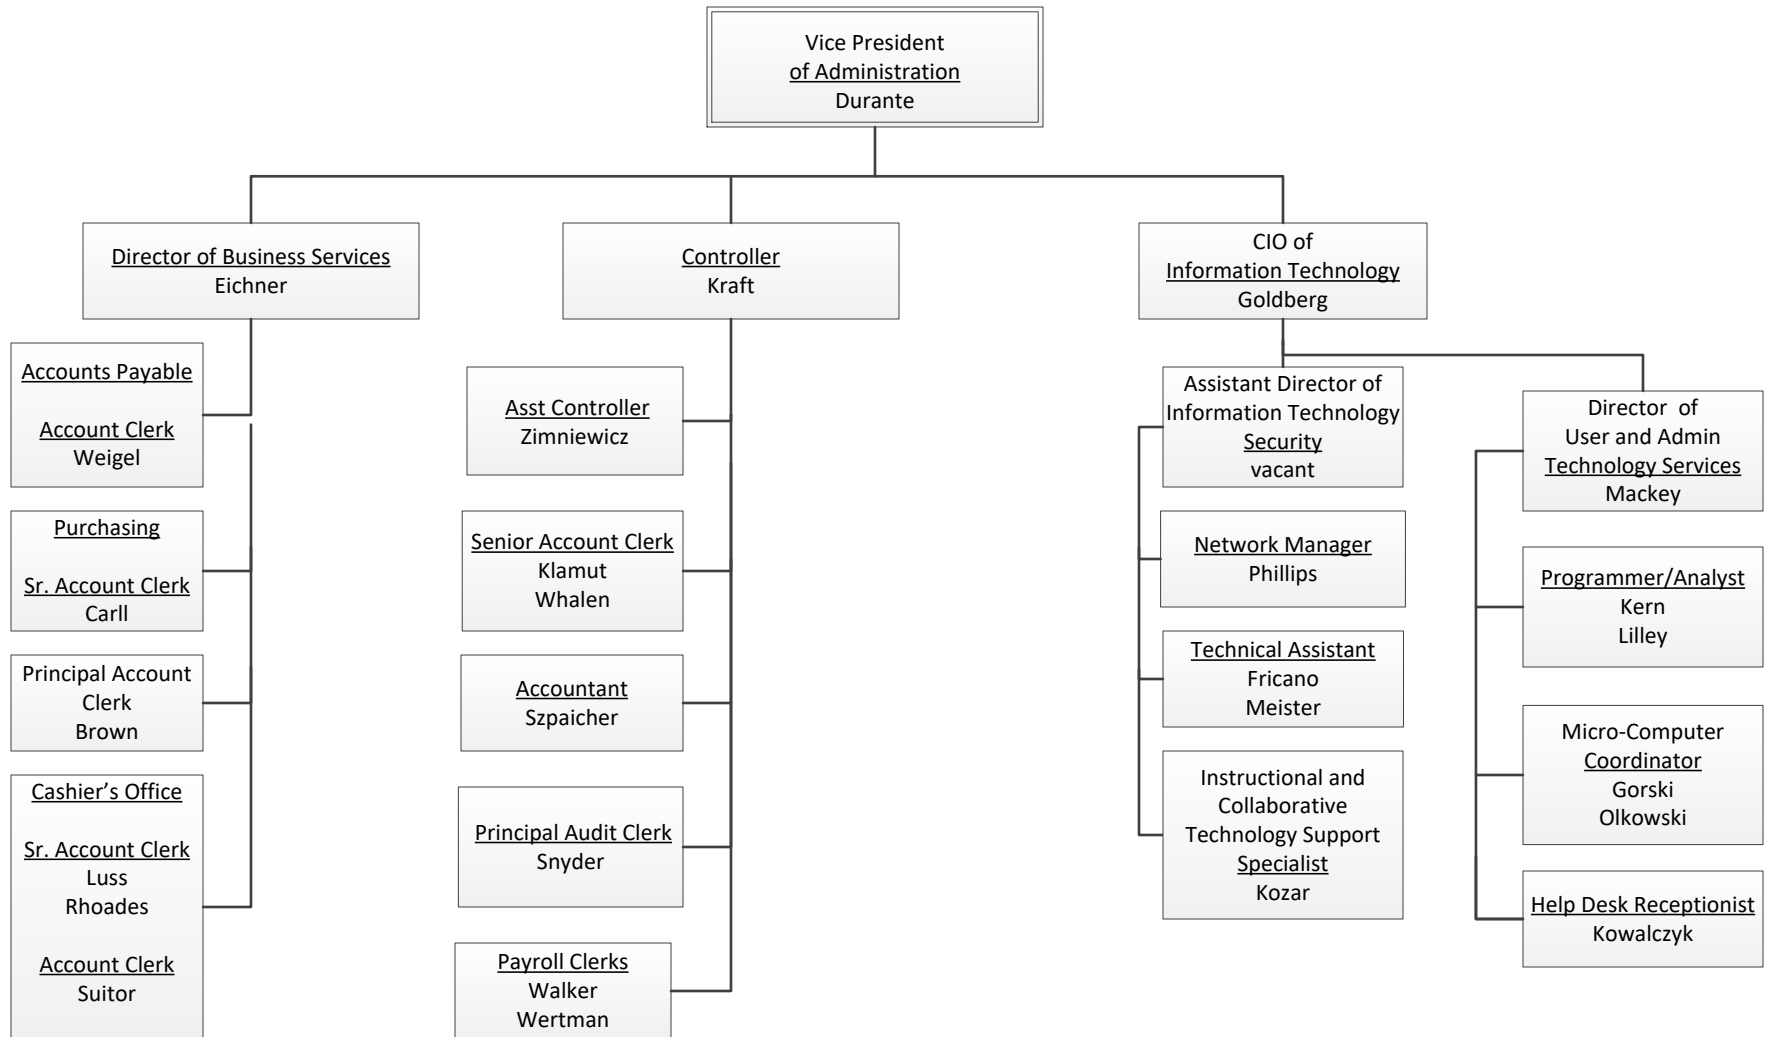 Vice President
of Administration
Durante
Director of Business Services
Eichner
Accounts Payable
Account Clerk
Weigel
Purchasing
Sr. Account Clerk
Carll
Principal Account
Clerk
Brown
Cashier’s Office
Sr. Account Clerk
Luss
Rhoades
Account Clerk
Suitor
Controller
Kraft
Asst Controller
Zimniewicz
Senior Account Clerk
Klamut
Whalen
Accountant
Szpaicher
Principal Audit Clerk
Snyder
Payroll Clerks
Walker
Wertman
CIO of
Information Technology
Goldberg
Assistant Director of
Information Technology
Security
vacant
Network Manager
Phillips
Technical Assistant
Fricano
Meister
Instructional and
Collaborative
Technology Support
Specialist
Kozar
Director of
User and Admin
Technology Services
Mackey
Programmer/Analyst
Kern
Lilley
Micro-Computer
Coordinator
Gorski
Olkowski
Help Desk Receptionist
Kowalczyk